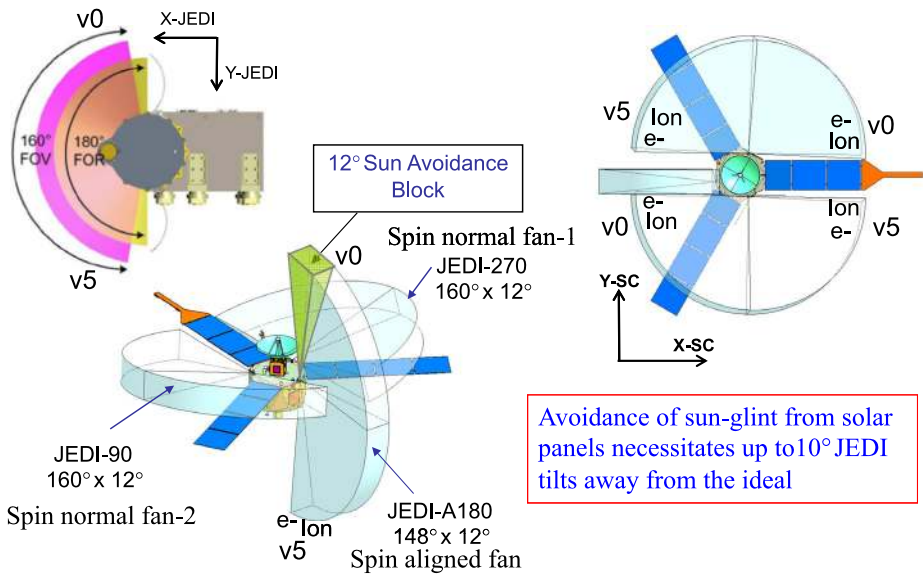 v0
X-JEDI
Y-JEDI
160°
FOV
180°
FOR
v5
12° Sun Avoidance
Block
v0
Spin normal fan-1
JEDI-270
160° x 12°
JEDI-90
160° x 12°
Spin normal fan-2
e- Ion
v5
JEDI-A180
148° x 12°
Spin aligned fan
v5
Ion
e-
e-
Ion
v0
v0
e-
Ion
Ion
e-
v5
Y-SC
X-SC
Avoidance of sun-glint from solar
panels necessitates up to10° JEDI
tilts away from the ideal